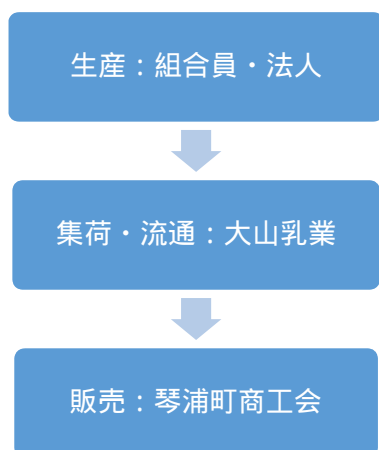 生産：組合員・法人
集荷・流通：大山乳業
販売：琴浦町商工会